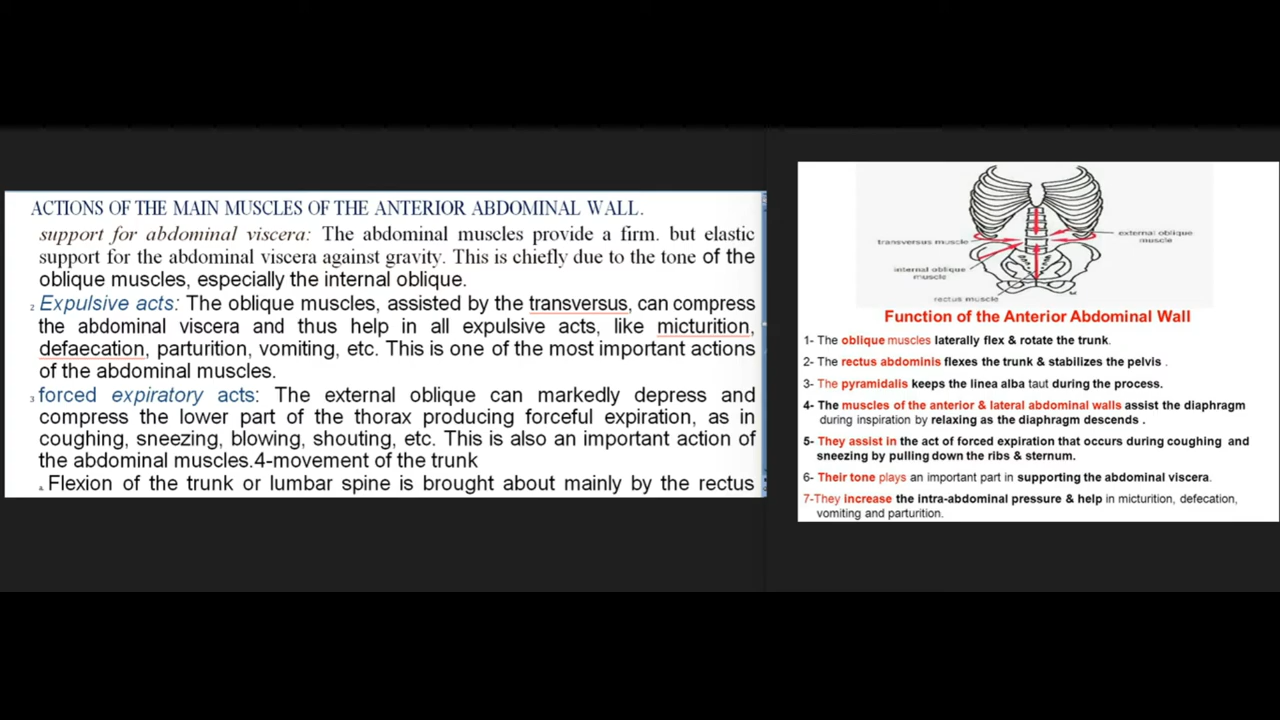 ACTIONS OF THE MAIN MUSCLES OF THE ANTERIOR ABDOMINAL WALL.
support for abdominal viscera: The abdominal muscles provide a firm. but elastic
support for the abdominal viscera against gravity. This is chiefly due to the tone of the
oblique muscles, especially the internal oblique.
2 Expulsive acts: The oblique muscles, assisted by the transversus, can compress
the abdominal viscera and thus help in all expulsive acts, like micturition,
defaecation, parturition, vomiting, etc. This is one of the most important actions
of the abdominal muscles.
3 forced expiratory acts: The external oblique can markedly depress and
compress the lower part of the thorax producing forceful expiration, as in
coughing, sneezing, blowing, shouting, etc. This is also an important action of
the abdominal muscles.4-movement of the trunk
Flexion of the trunk or lumbar spine is brought about mainly by the rectus
transversus muscle
external oblique
muscle
internal oblique
muscle
rectus muscle
Function of the Anterior Abdominal Wall
1- The oblique muscles laterally flex & rotate the trunk.
2- The rectus abdominis flexes the trunk & stabilizes the pelvis .
3- The pyramidalis keeps the linea alba taut during the process.
4- The muscles of the anterior & lateral abdominal walls assist the diaphragm
during inspiration by relaxing as the diaphragm descends .
5- They assist in the act of forced expiration that occurs during coughing and
sneezing by pulling down the ribs & sternum.
6- Their tone plays an important part in supporting the abdominal viscera.
7-They increase the intra-abdominal pressure & help in micturition, defecation,
vomiting and parturition.